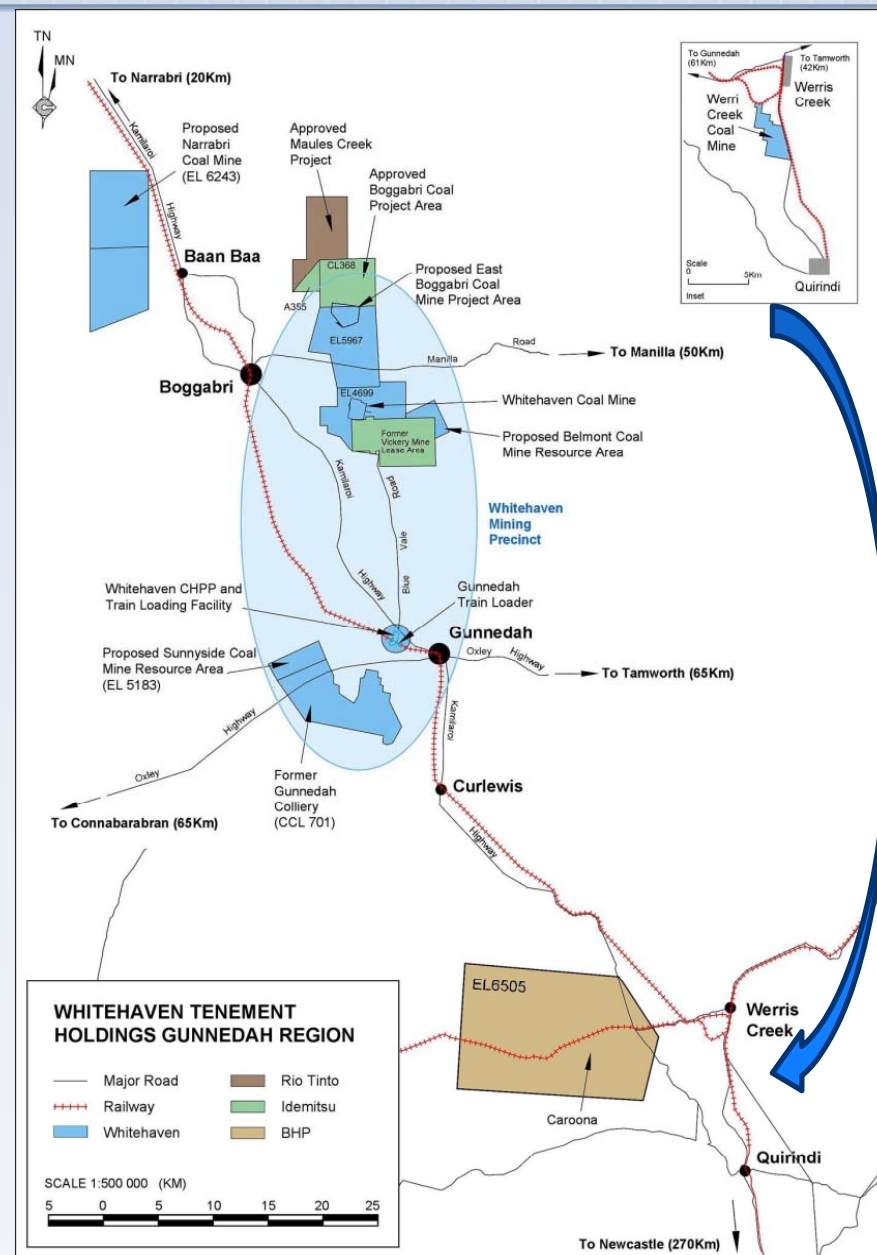 TN
MN
To Narrabri (20Km)
Kamilaroi
Highway
Proposed
Narrabri
Coal Mine
(EL 6243)
Approved
Maules Creek
Project
Approved
Boggabri Coal
Project Area
CL368
A355
Proposed East
Boggabri Coal
Mine Project Area
EL5967
Baan Baa
Boggabri
Manilla
Road
To Manilla (50Km)
EL4699
Whitehaven Coal Mine
Former
Vickery Mine
Lease Area
Proposed Belmont Coal
Mine Resource Area
Kamilaroi
Highway
Road
Vale
Blue
Whitehaven
Mining
Precinct
Whitehaven CHPP and
Train Loading Facility
Gunnedah
Train Loader
Gunnedah
Oxley
Highway
To Tamworth (65Km)
Proposed Sunnyside Coal
Mine Resource Area
(EL 5183)
Kamilaroi
Highway
Oxley
To Connabarabran (65Km)
Former
Gunnedah
Colliery
(CCL 701)
Curlewis
Highway
EL6505
Caroona
Werris
Creek
Quirindi
To Newcastle (270Km)
To Gunnedah
(61Km)
To Tamworth
(42Km)
Werris
Creek
Werri
Creek
Coal
Mine
Scale
0
5Km
Inset
Quirindi
WHITEHAVEN TENEMENT
HOLDINGS GUNNEDAH REGION
Major Road
Railway
Whitehaven
Rio Tinto
Idemitsu
BHP
SCALE 1:500 000 (KM)
5 0 5 10 15 20 25